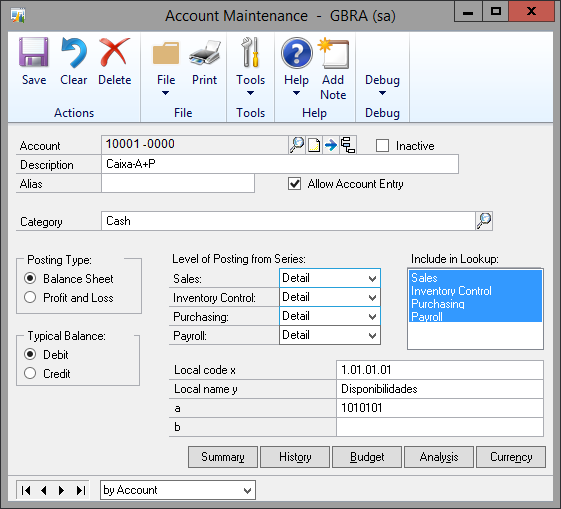 Account Maintenance - GBRA (sa)
Save Clear Delete File Print Tools Help Add Note Debug
Actions File Tools Help Debug
Account 10001 -0000 Inactive
Description Caixa-A+P
Alias Allow Account Entry
Category Cash
Posting Type:
Balance Sheet
Profit and Loss
Typical Balance:
Debit
Credit
Level of Posting from Series:
Sales: Detail
Inventory Control: Detail
Purchasing: Detail
Payroll: Detail
Include in Lookup:
Sales
Inventory Control
Purchasing
Payroll
Local code x 1.01.01.01
Local name y Disponibilidades
a 1010101
b
Summary History Budget Analysis Currency
by Account